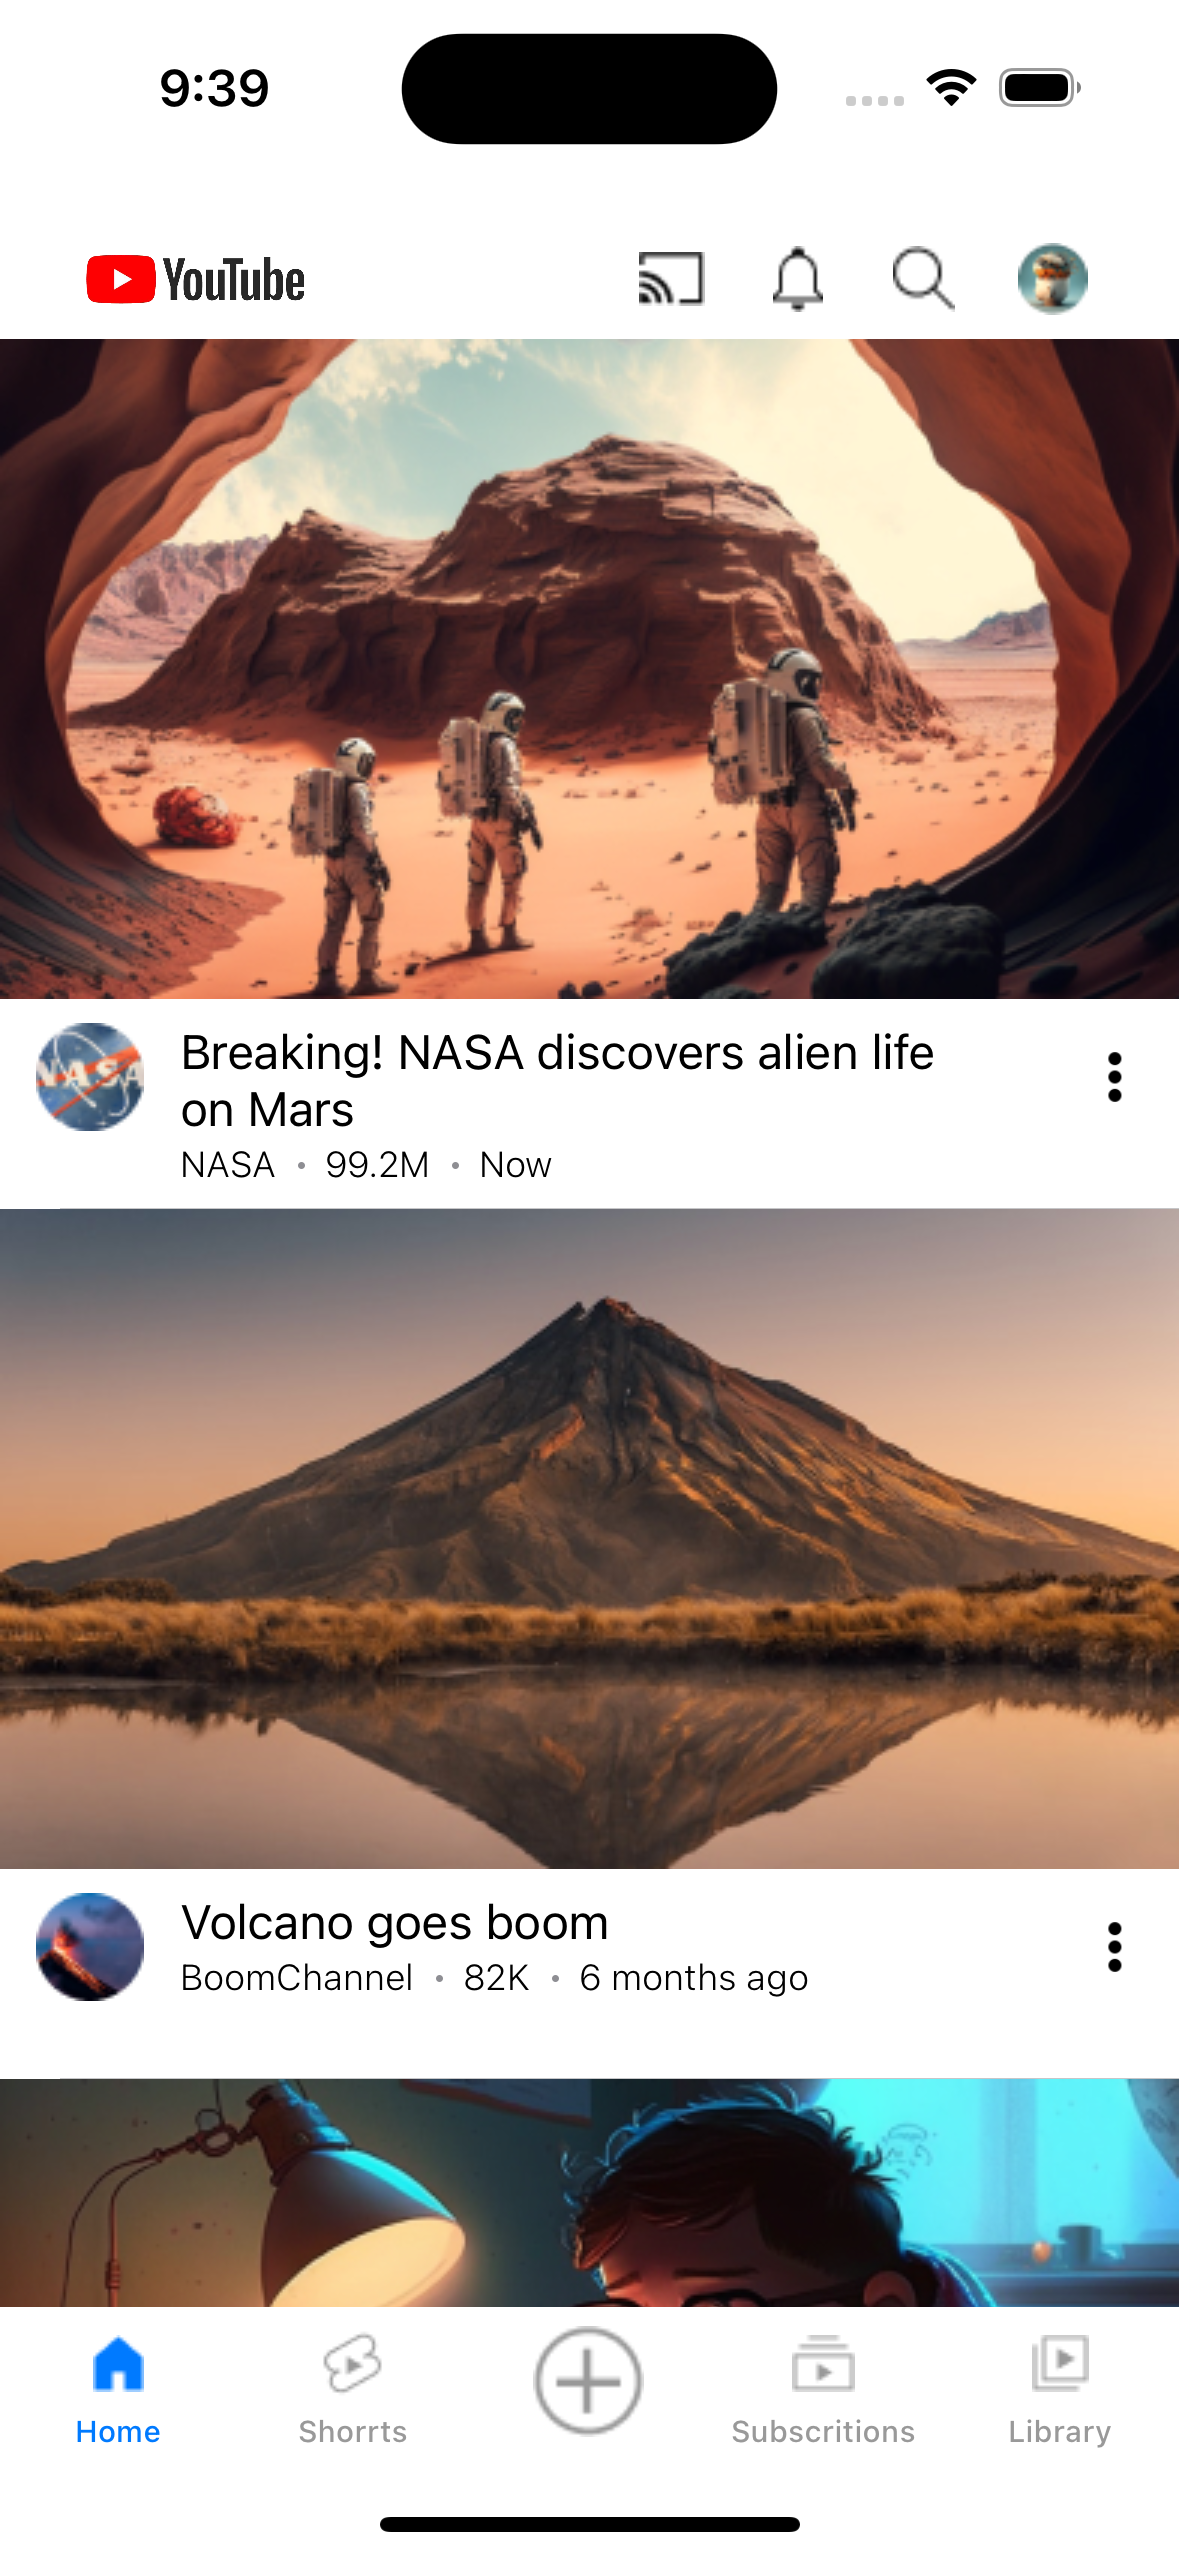 9:39
YouTube
NASA
Breaking! NASA discovers alien life
on Mars
NASA • 99.2M • Now
Volcano goes boom
BoomChannel • 82K • 6 months ago
Home
Shorrts
Subscritions
Library